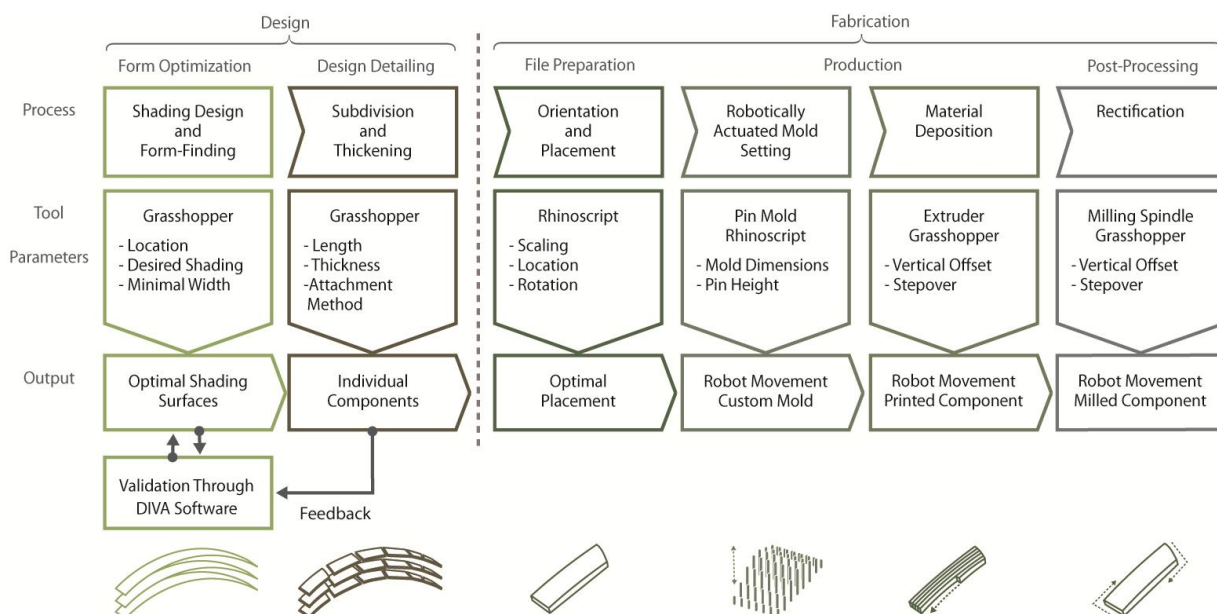 Design
Fabrication
Form Optimization
Design Detailing
File Preparation
Production
Post-Processing
Process
Shading Design
and
Form-Finding
Subdivision
and
Thickening
Orientation
and
Placement
Robotically
Actuated Mold
Setting
Material
Deposition
Rectification
Tool
Parameters
Grasshopper
- Location
- Desired Shading
- Minimal Width
Grasshopper
- Length
- Thickness
-Attachment
Method
Rhinoscript
- Scaling
- Location
- Rotation
Pin Mold
Rhinoscript
- Mold Dimensions
- Pin Height
Extruder
Grasshopper
- Vertical Offset
- Stepover
Milling Spindle
Grasshopper
- Vertical Offset
- Stepover
Output
Optimal Shading
Surfaces
Individual
Components
Optimal
Placement
Robot Movement
Custom Mold
Robot Movement
Printed Component
Robot Movement
Milled Component
Validation Through
DIVA Software
Feedback